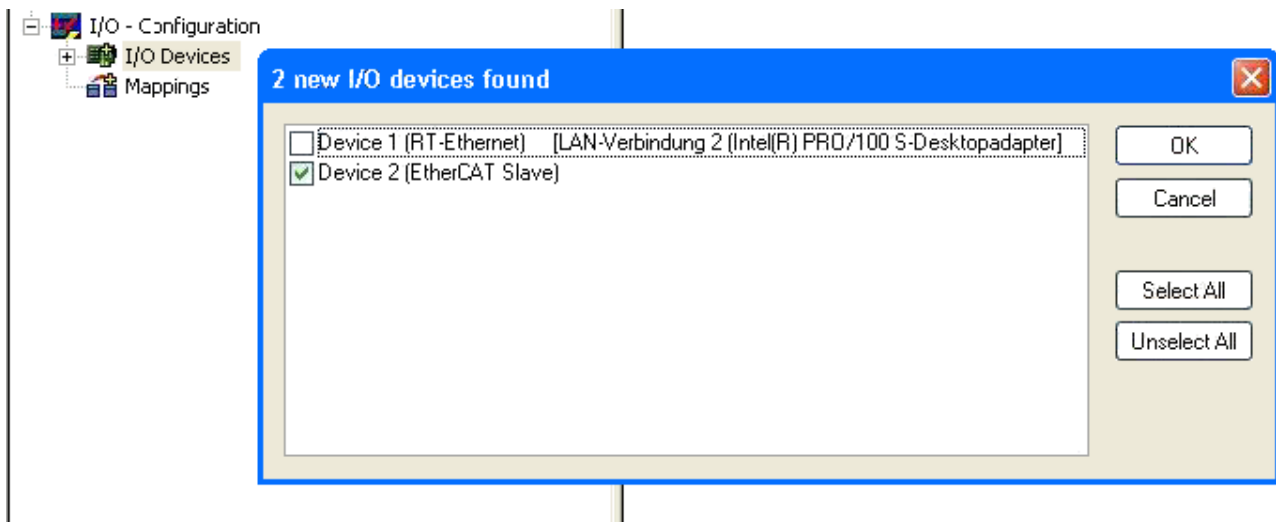 I/O - Configuration
I/O Devices
Mappings
2 new I/O devices found
Device 1 (RT-Ethernet) [LAN-Verbindung 2 (Intel(R) PRO/100 S-Desktopadapter]
Device 2 (EtherCAT Slave)
OK
Cancel
Select All
Unselect All